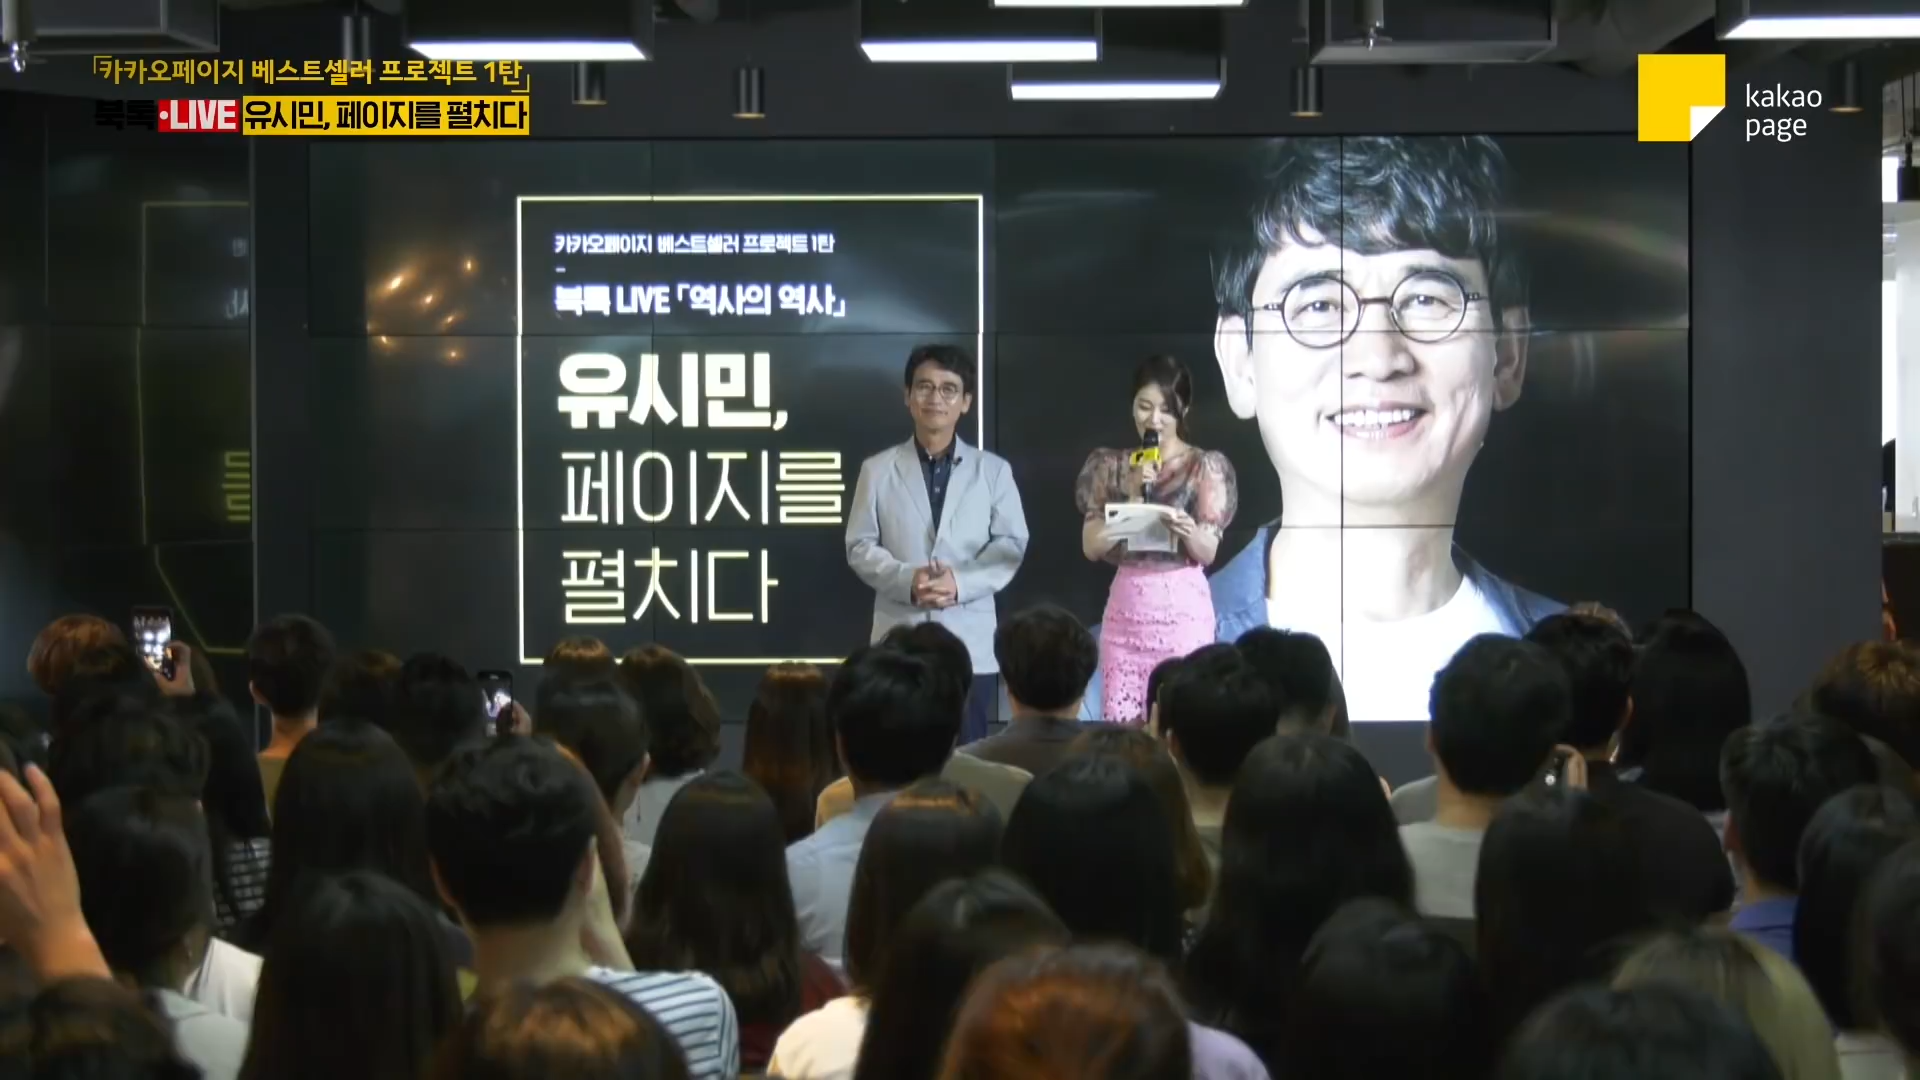 「카카오페이지 베스트셀러 프로젝트 1탄」
북톡·LIVE 유시민, 페이지를 펼치다
kakao
page
카카오페이지 베스트셀러 프로젝트 1탄
북톡 LIVE 「역사의 역사」
유시민,
페이지를
펼치다